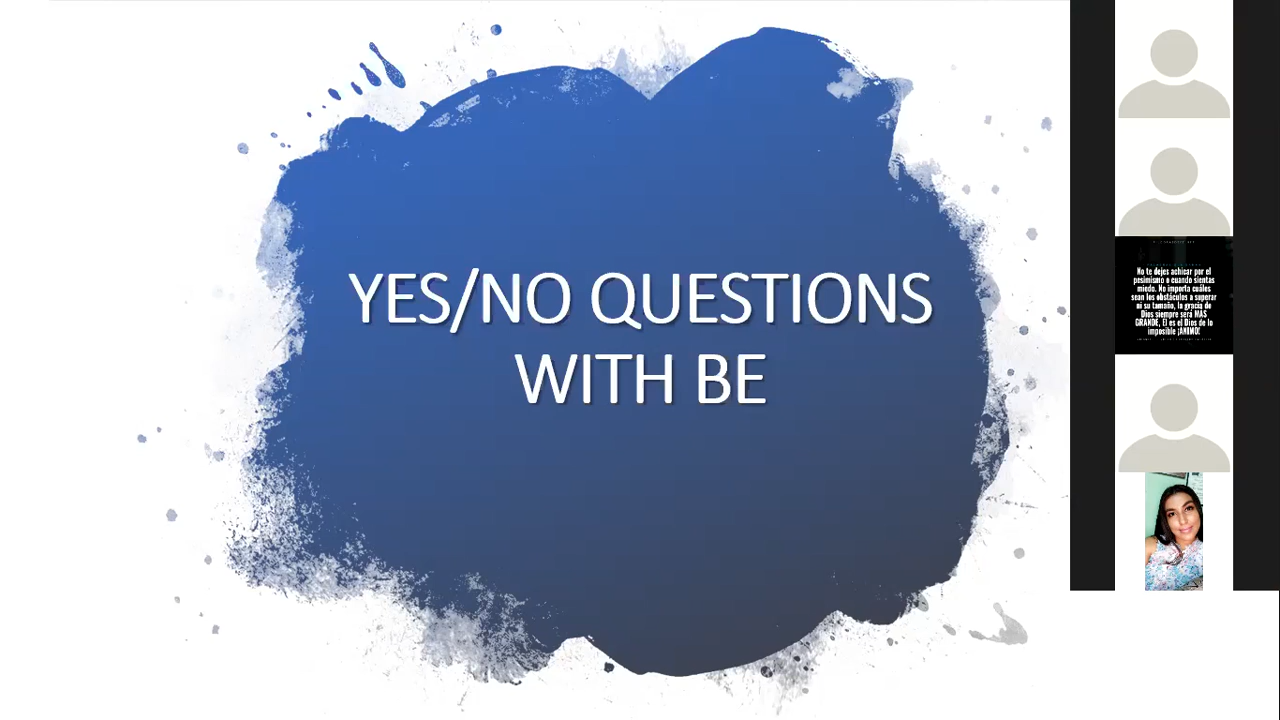 YES/NO QUESTIONS
WITH BE
No te dejes achicar por el
pesimismo o cuando sientas
miedo. No importa cuáles
sean los obstáculos a superar
ni su tamaño, la gracia de
Dios siempre será MAS
GRANDE, Él es el Dios de lo
imposible ¡ANIMO!